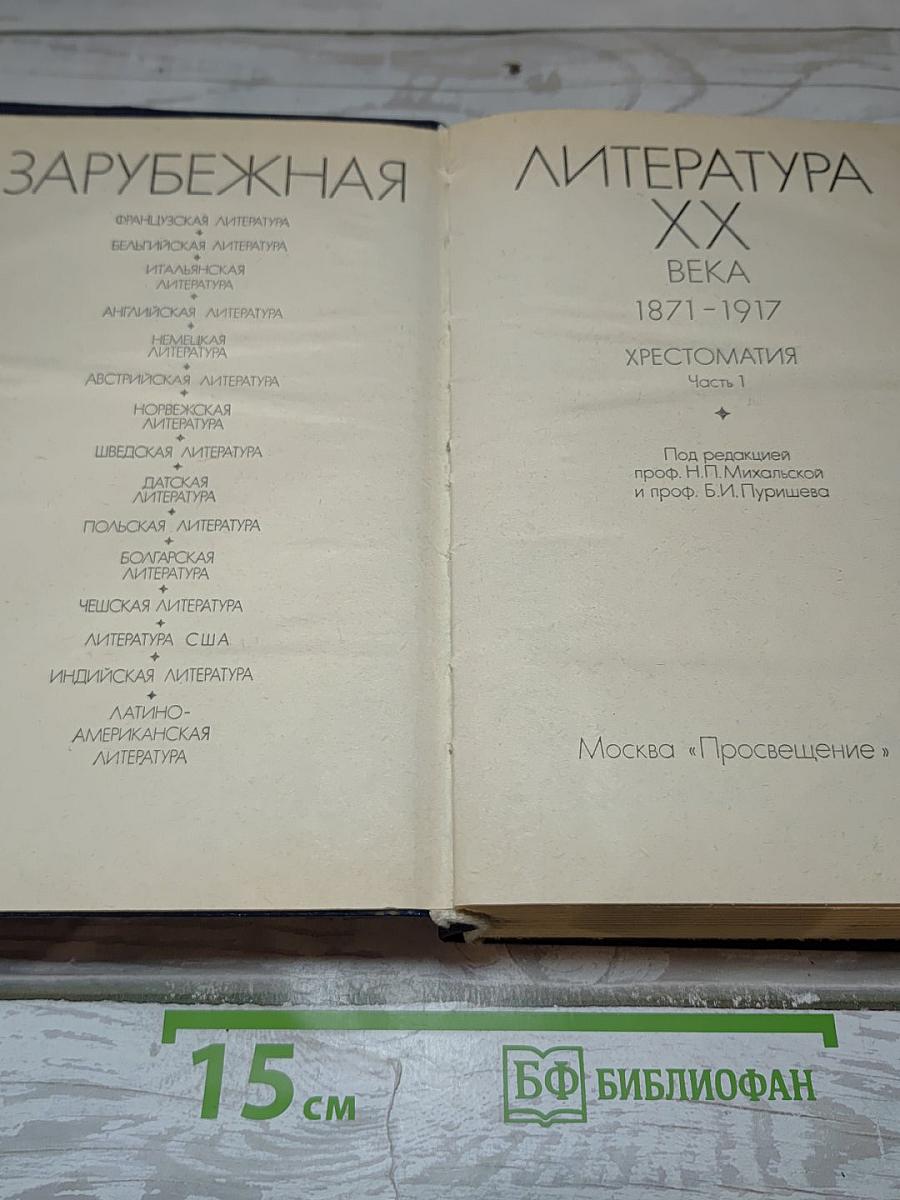 ЗАРУБЕЖНАЯ
ФРАНЦУЗСКАЯ ЛИТЕРАТУРА
БЕЛЬГИЙСКАЯ ЛИТЕРАТУРА
ИТАЛЬЯНСКАЯ
ЛИТЕРАТУРА
АНГЛИЙСКАЯ ЛИТЕРАТУРА
НЕМЕЦКАЯ
ЛИТЕРАТУРА
АВСТРИЙСКАЯ ЛИТЕРАТУРА
НОРВЕЖСКАЯ
ЛИТЕРАТУРА
ШВЕДСКАЯ ЛИТЕРАТУРА
ДАТСКАЯ
ЛИТЕРАТУРА
ПОЛЬСКАЯ ЛИТЕРАТУРА
БОЛГАРСКАЯ
ЛИТЕРАТУРА
ЧЕШСКАЯ ЛИТЕРАТУРА
ЛИТЕРАТУРА США
ИНДИЙСКАЯ ЛИТЕРАТУРА
ЛАТИНО-
АМЕРИКАНСКАЯ
ЛИТЕРАТУРА
ЛИТЕРАТУРА
XX
ВЕКА
1871-1917
ХРЕСТОМАТИЯ
Часть 1
Под редакцией
проф. Н.П.Михальской
и проф. Б.И.Пуришева
Москва «Просвещение»
15 см
БФ БИБЛИОФАН